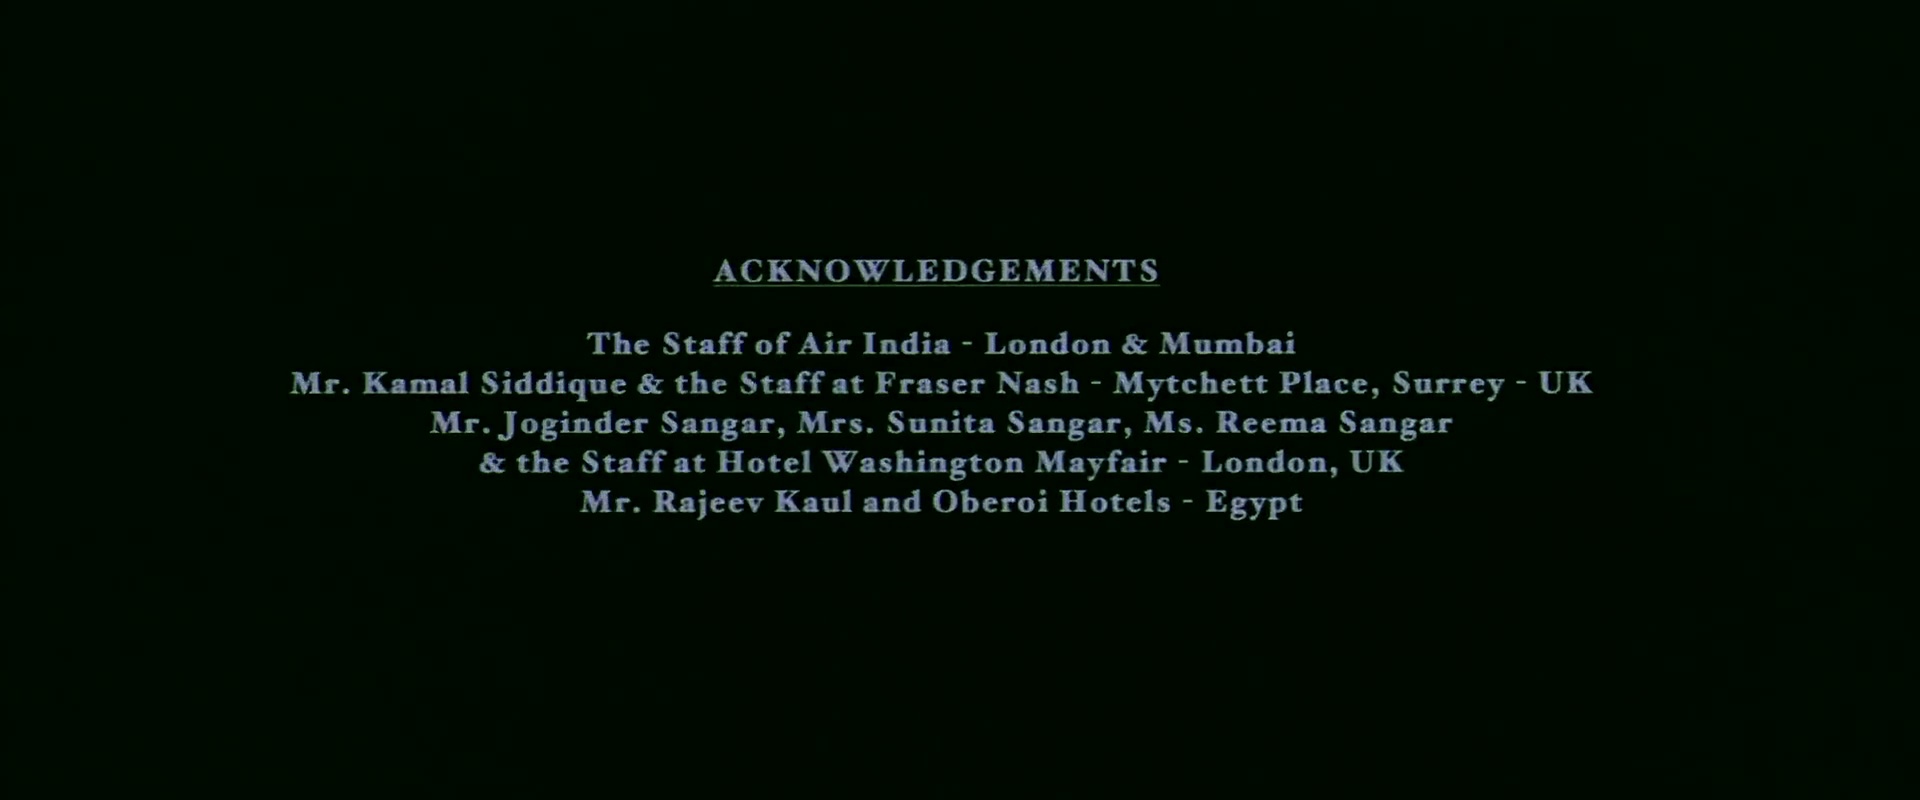 ACKNOWLEDGEMENTS
The Staff of Air India - London & Mumbai
Mr. Kamal Siddique & the Staff at Fraser Nash - Mytchett Place, Surrey - UK
Mr. Joginder Sangar, Mrs. Sunita Sangar, Ms. Reema Sangar
& the Staff at Hotel Washington Mayfair - London, UK
Mr. Rajeev Kaul and Oberoi Hotels - Egypt